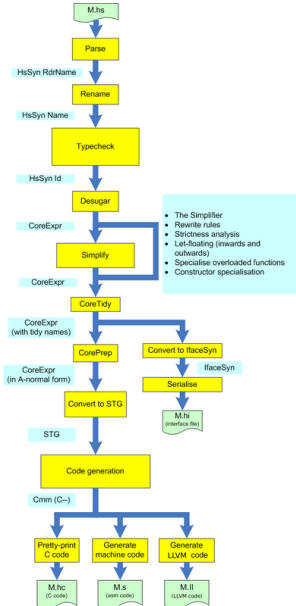 M.hs
Parse
HsSyn RdrName
Rename
HsSyn Name
Typecheck
HsSyn Id
Desugar
CoreExpr
• The Simplifier
• Rewrite rules
• Strictness analysis
• Let-floating (inwards and
outwards)
• Specialise overloaded functions
• Constructor specialisation
Simplify
CoreExpr
CoreTidy
CoreExpr
(with tidy names)
CorePrep
Convert to IfaceSyn
IfaceSyn
CoreExpr
(in A-normal form)
Serialise
Convert to STG
M.hi
(interface file)
STG
Code generation
Cmm (C--)
Pretty-print
C code
Generate
machine code
Generate
LLVM code
M.hc
(C code)
M.s
(asm code)
M.ll
(LLVM code)